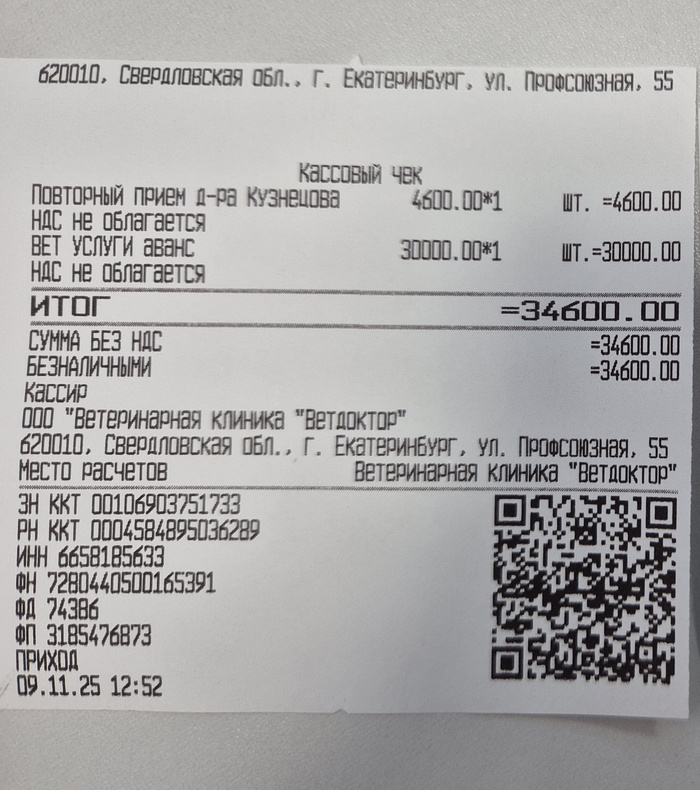 620010, Свердловская обл., г. Екатеринбург, ул. Профсоюзная, 55
Кассовый чек
Повторный прием д-ра Кузнецова 4600.00*1 шт. =4600.00
НДС не облагается
ВЕТ УСЛУГИ аванс 30000.00*1 шт.=30000.00
НДС не облагается
ИТОГ =34600.00
СУММА БЕЗ НДС =34600.00
БЕЗНАЛИЧНЫМИ =34600.00
Кассир
ООО "Ветеринарная клиника "Ветдоктор"
620010, Свердловская обл., г. Екатеринбург, ул. Профсоюзная, 55
Место расчетов Ветеринарная клиника "Ветдоктор"
ЗН ККТ 00106903751733
РН ККТ 0004584895036289
ИНН 6658185633
ФН 7280440500165391
ФД 74386
ФП 3185476873
ПРИХОД
09.11.25 12:52